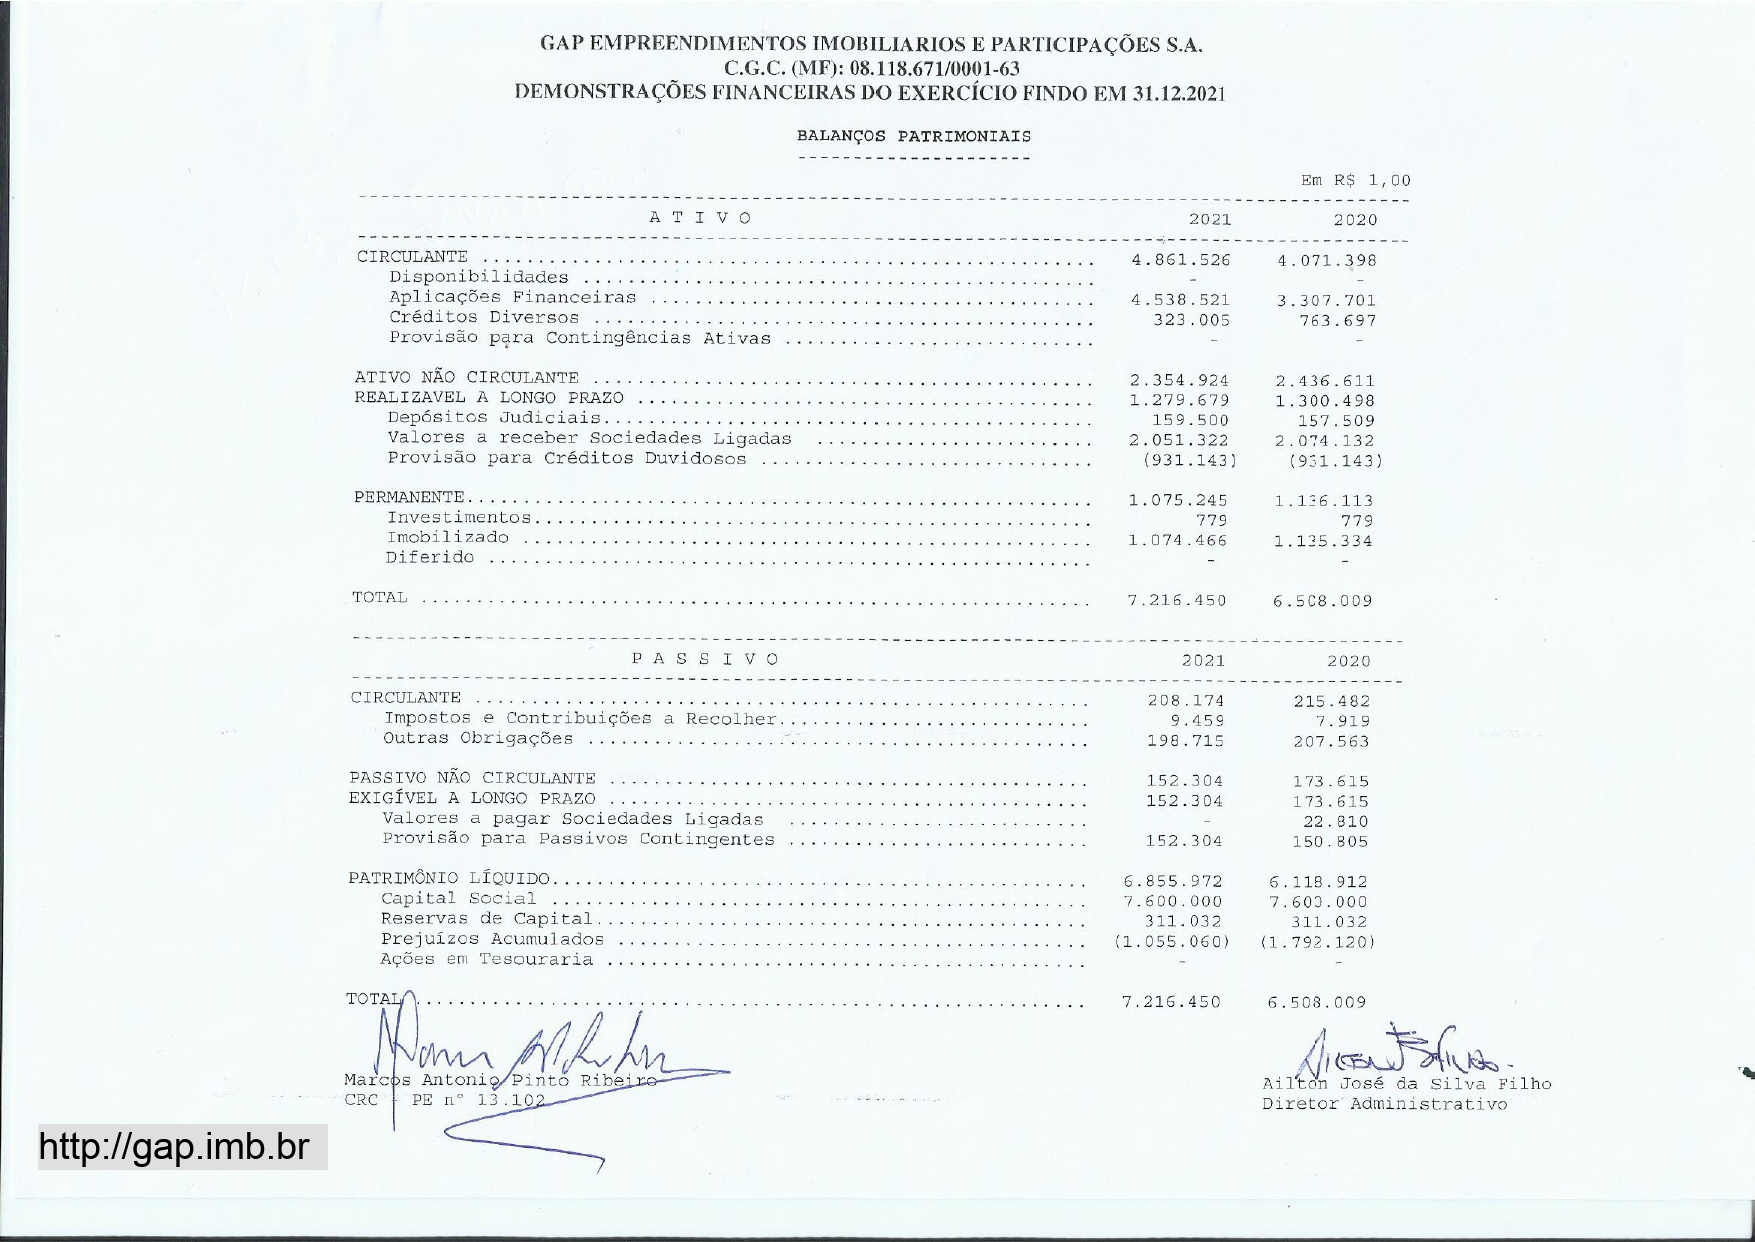 GAP EMPREENDIMENTOS IMOBILIARIOS E PARTICIPAÇÕES S.A.
C.G.C. (MF): 08.118.671/0001-63
DEMONSTRAÇÕES FINANCEIRAS DO EXERCÍCIO FINDO EM 31.12.2021
BALANÇOS PATRIMONIAIS
Em R$ 1,00
A T I V O 2021 2020
CIRCULANTE 4.861.526 4.071.398
Disponibilidades - -
Aplicações Financeiras 4.538.521 3.307.701
Créditos Diversos 323.005 763.697
Provisão para Contingências Ativas - -
ATIVO NÃO CIRCULANTE 2.354.924 2.436.611
REALIZAVEL A LONGO PRAZO 1.279.679 1.300.498
Depósitos Judiciais 159.500 157.509
Valores a receber Sociedades Ligadas 2.051.322 2.074.132
Provisão para Créditos Duvidosos (931.143) (931.143)
PERMANENTE 1.075.245 1.136.113
Investimentos 779 779
Imobilizado 1.074.466 1.135.334
Diferido - -
TOTAL 7.216.450 6.508.009
P A S S I V O 2021 2020
CIRCULANTE 208.174 215.482
Impostos e Contribuições a Recolher 9.459 7.919
Outras Obrigações 198.715 207.563
PASSIVO NÃO CIRCULANTE 152.304 173.615
EXIGÍVEL A LONGO PRAZO 152.304 173.615
Valores a pagar Sociedades Ligadas - 22.810
Provisão para Passivos Contingentes 152.304 150.805
PATRIMÔNIO LÍQUIDO 6.855.972 6.118.912
Capital Social 7.600.000 7.600.000
Reservas de Capital 311.032 311.032
Prejuízos Acumulados (1.055.060) (1.792.120)
Ações em Tesouraria - -
TOTAL 7.216.450 6.508.009
Marcos Antonio Pinto Ribeiro
CRC - PE nº 13.102
Ailton José da Silva Filho
Diretor Administrativo
http://gap.imb.br